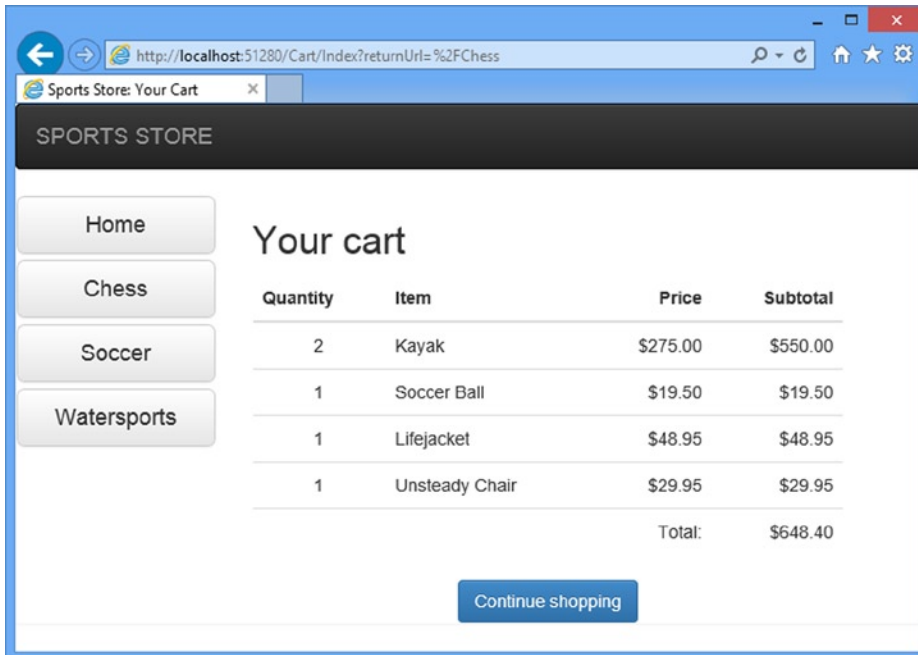 http://localhost:51280/Cart/Index?returnUrl=%2FChess
Sports Store: Your Cart
SPORTS STORE
Home
Chess
Soccer
Watersports
Your cart
Quantity Item Price Subtotal
2 Kayak $275.00 $550.00
1 Soccer Ball $19.50 $19.50
1 Lifejacket $48.95 $48.95
1 Unsteady Chair $29.95 $29.95
Total: $648.40
Continue shopping